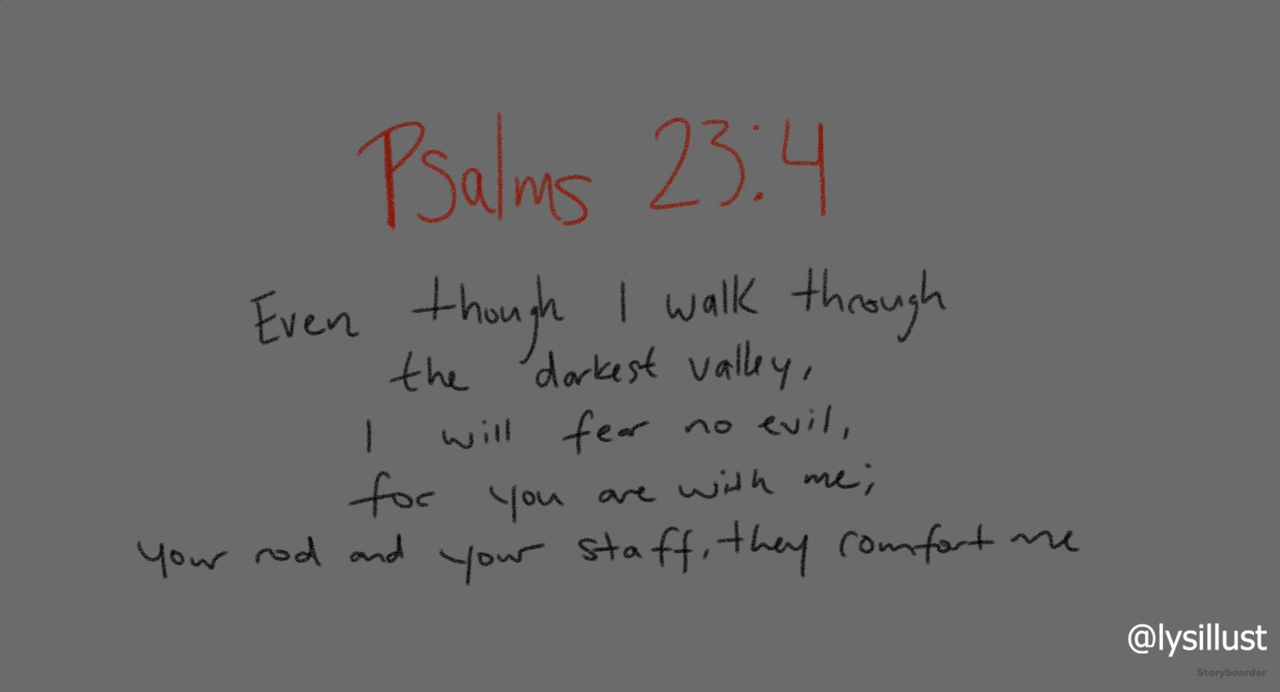 Psalms 23:4
Even though I walk through
the darkest valley,
I will fear no evil,
for you are with me;
your rod and your staff, they comfort me
@lysillust
Storyboarder